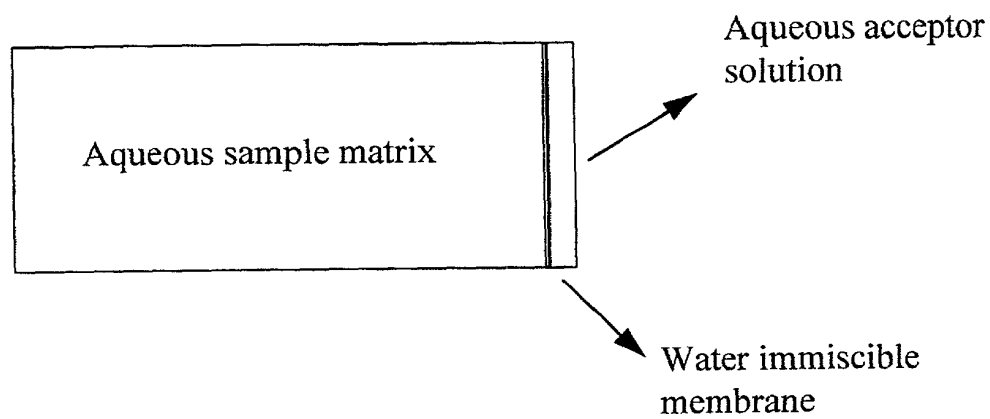 Aqueous acceptor
solution
Aqueous sample matrix
Water immiscible
membrane